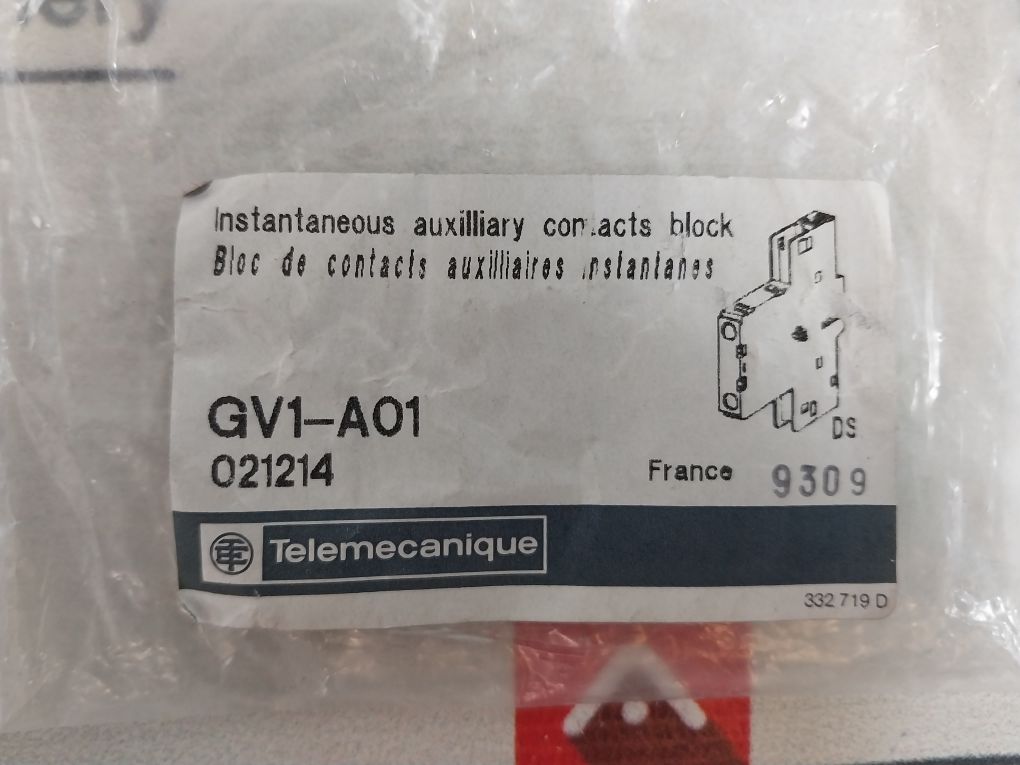 Instantaneous auxilliary contacts block
Bloc de contacts auxilliaires instantanes
DS
GV1-A01
021214
France 9309
Telemecanique
332 719 D